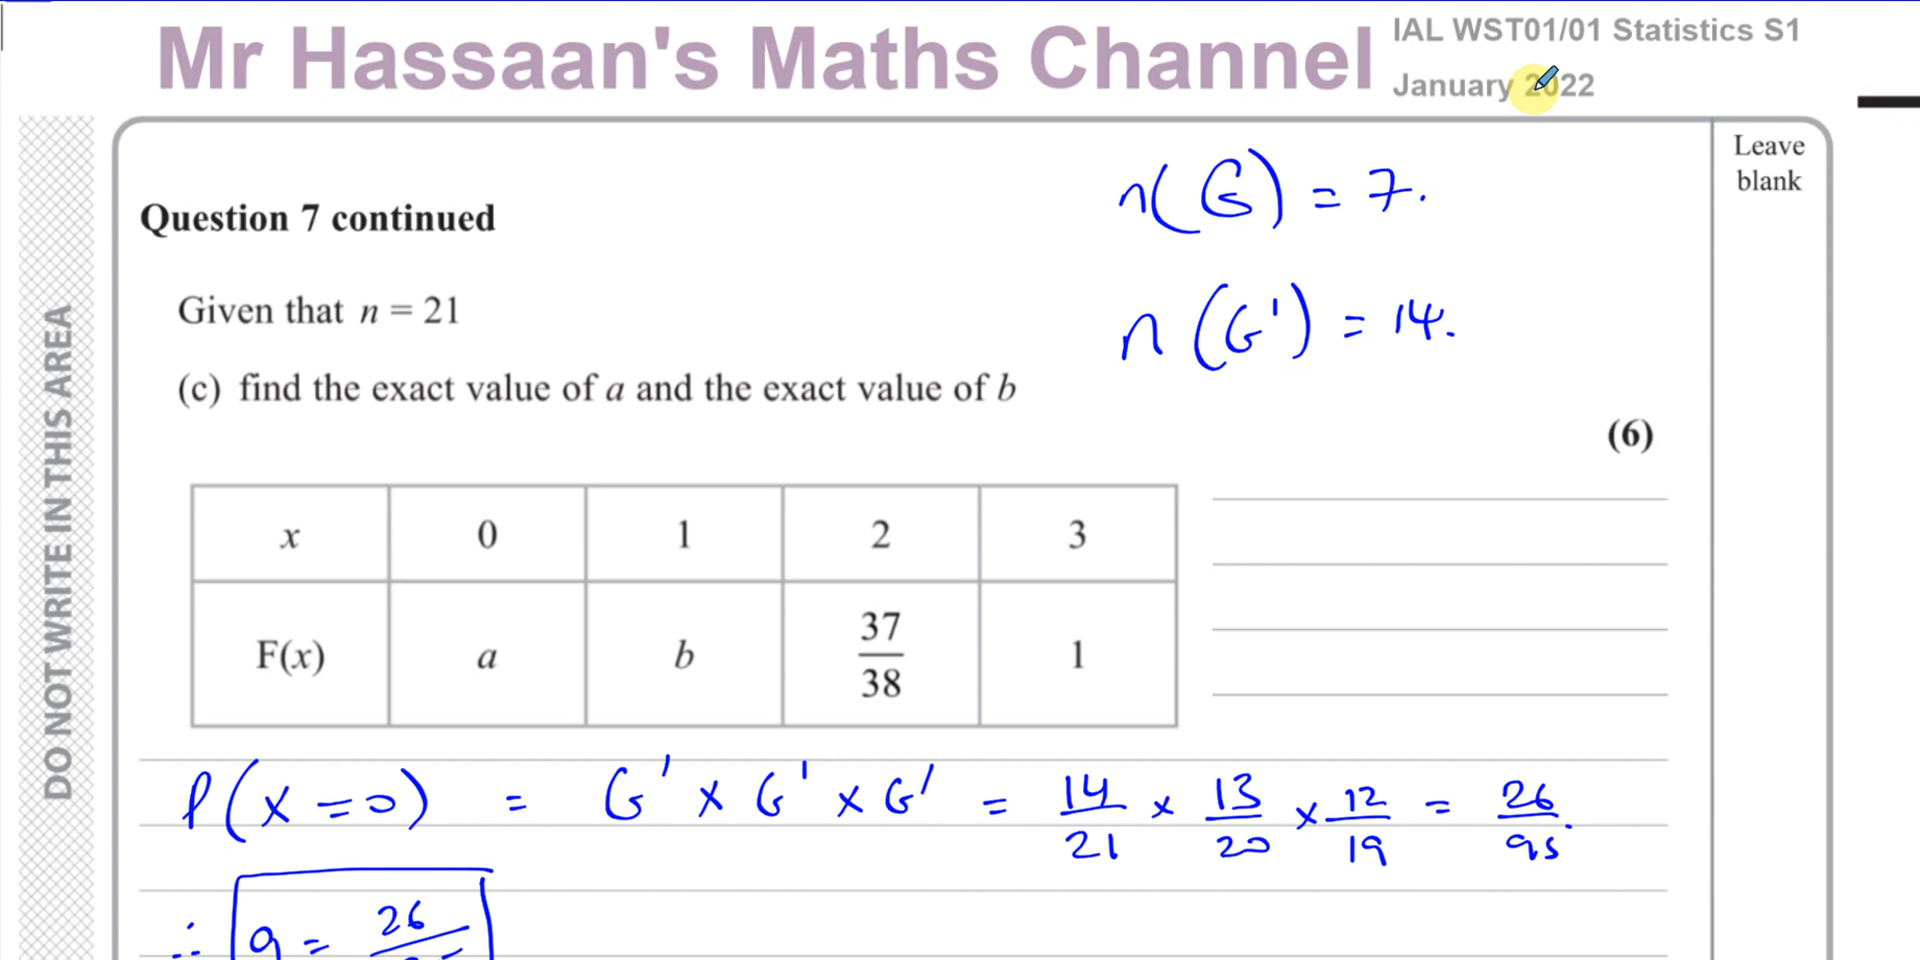 Mr Hassaan's Maths Channel
IAL WST01/01 Statistics S1
January 2022
Leave
blank
DO NOT WRITE IN THIS AREA
n(G) = 7.
Question 7 continued
Given that n = 21
n(G') = 14.
(c) find the exact value of a and the exact value of b
(6)
x 0 1 2 3
F(x) a b 37/38 1
P(X=0) = G' × G' × G' = 14/21 × 13/20 × 12/19 = 26/95.
∴ a = 26